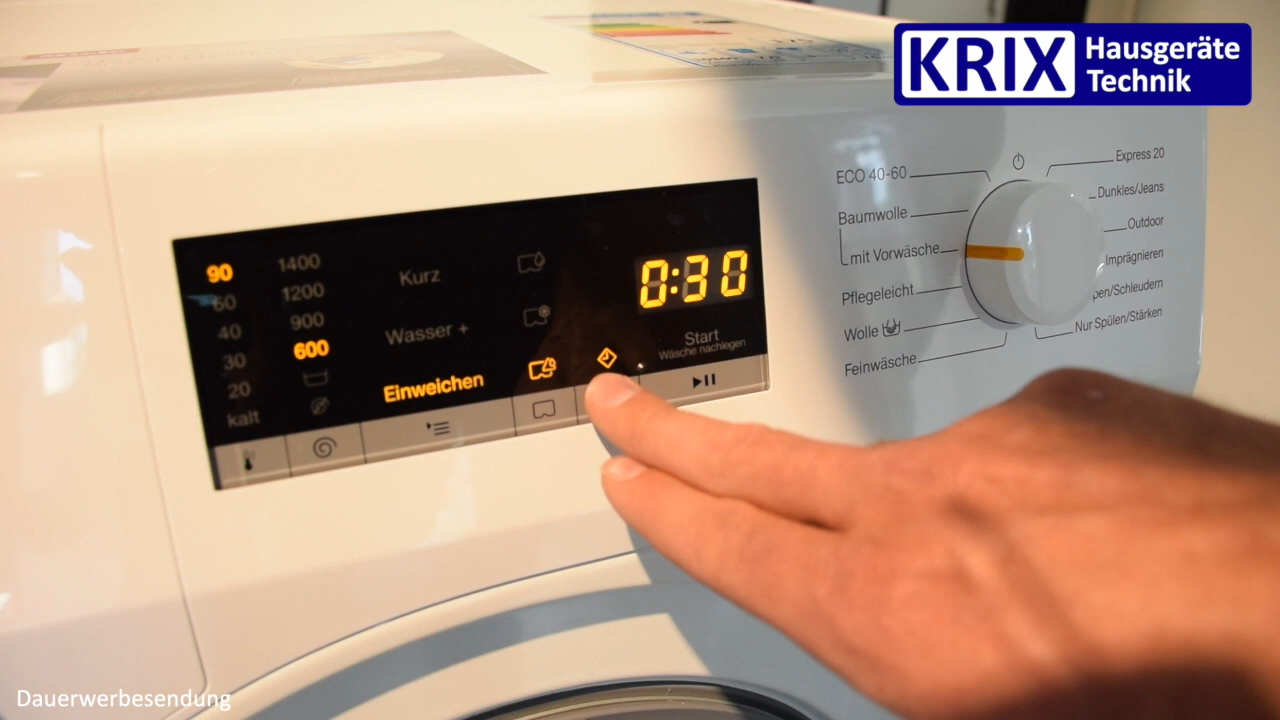 KRIX
Hausgeräte
Technik
90
60
40
30
20
kalt
1400
1200
900
600
Kurz
Wasser +
Einweichen
0:30
Start
Wäsche nachlegen
ECO 40-60
Baumwolle
mit Vorwäsche
Pflegeleicht
Wolle
Feinwäsche
Express 20
Dunkles/Jeans
Outdoor
Imprägnieren
Nur Spülen/Stärken
Dauerwerbesendung